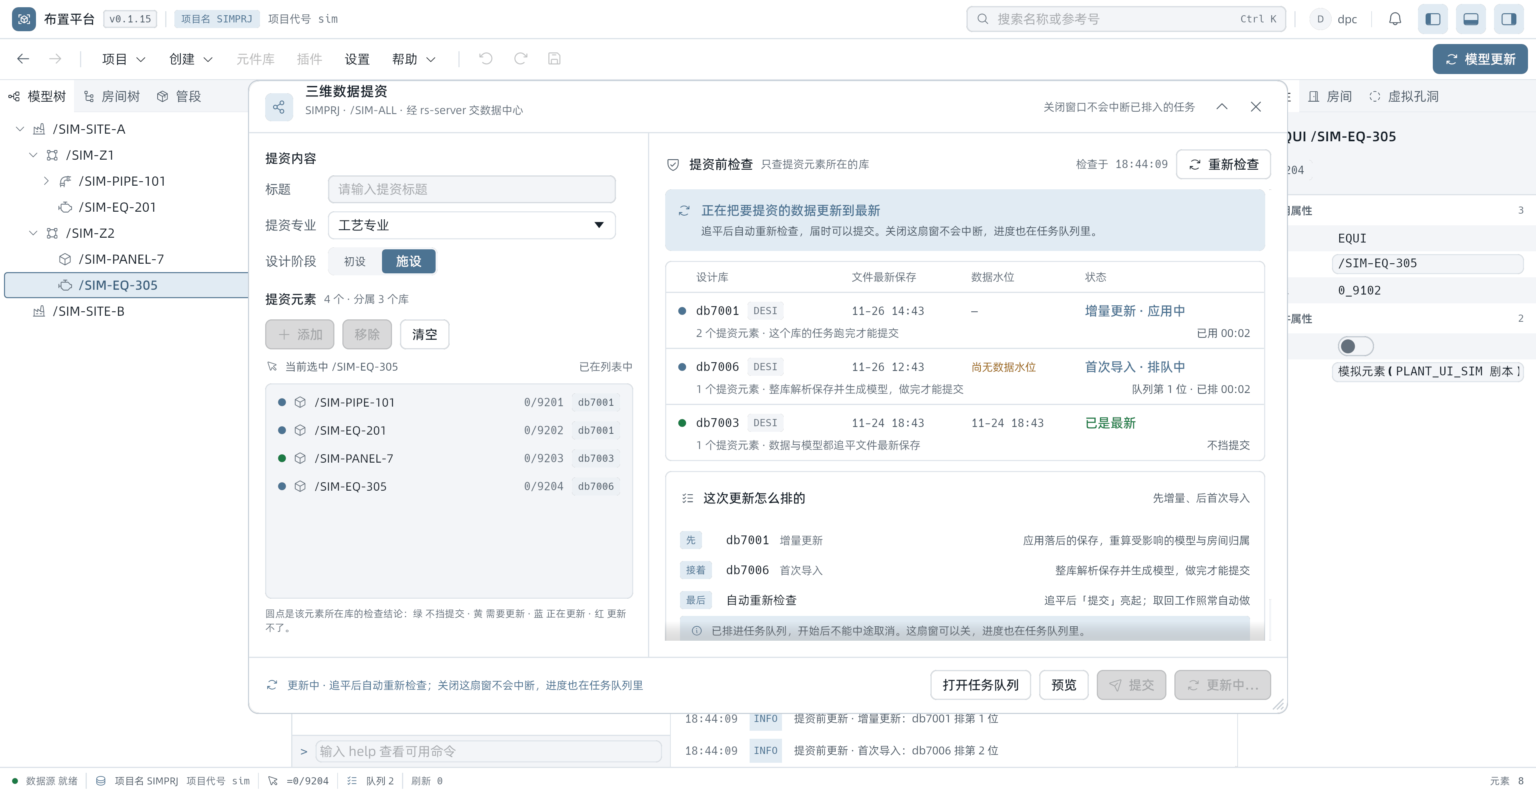 布置平台 v0.1.15 项目名 SIMPRJ 项目代号 sim 搜索名称或参考号 Ctrl K D dpc
项目 创建 元件库 插件 设置 帮助 模型更新
模型树 房间树 管段
/SIM-SITE-A
/SIM-Z1
/SIM-PIPE-101
/SIM-EQ-201
/SIM-Z2
/SIM-PANEL-7
/SIM-EQ-305
/SIM-SITE-B
三维数据提资
SIMPRJ · /SIM-ALL · 经 rs-server 交数据中心
关闭窗口不会中断已排入的任务
提资内容
标题 请输入提资标题
提资专业 工艺专业
设计阶段 初设 施设
提资元素 4 个 · 分属 3 个库
添加 移除 清空
当前选中 /SIM-EQ-305 已在列表中
/SIM-PIPE-101 0/9201 db7001
/SIM-EQ-201 0/9202 db7001
/SIM-PANEL-7 0/9203 db7003
/SIM-EQ-305 0/9204 db7006
圆点是该元素所在库的检查结论：绿 不挡提交 · 黄 需要更新 · 蓝 正在更新 · 红 更新
不了。
提资前检查 只查提资元素所在的库 检查于 18:44:09 重新检查
正在把要提资的数据更新到最新
追平后自动重新检查，届时可以提交。关闭这扇窗不会中断，进度也在任务队列里。
设计库 文件最新保存 数据水位 状态
db7001 DESI 11-26 14:43 — 增量更新 · 应用中
2 个提资元素 · 这个库的任务跑完才能提交 已用 00:02
db7006 DESI 11-26 12:43 尚无数据水位 首次导入 · 排队中
1 个提资元素 · 整库解析保存并生成模型，做完才能提交 队列第 1 位 · 已排 00:02
db7003 DESI 11-24 18:43 11-24 18:43 已是最新
1 个提资元素 · 数据与模型都追平文件最新保存 不挡提交
这次更新怎么排的 先增量、后首次导入
先 db7001 增量更新 应用落后的保存，重算受影响的模型与房间归属
接着 db7006 首次导入 整库解析保存并生成模型，做完才能提交
最后 自动重新检查 追平后「提交」亮起；取回工作照常自动做
已排进任务队列，开始后不能中途取消。这扇窗可以关，进度也在任务队列里。
更新中 · 追平后自动重新检查；关闭这扇窗不会中断，进度也在任务队列里
打开任务队列 预览 提交 更新中…
房间 虚拟孔洞
QUI /SIM-EQ-305
204
属性 3
EQUI
/SIM-EQ-305
0_9102
属性 2
模拟元素(PLANT_UI_SIM 剧本)
18:44:09 INFO 提资前更新 · 增量更新：db7001 排第 1 位
18:44:09 INFO 提资前更新 · 首次导入：db7006 排第 2 位
> 输入 help 查看可用命令
数据源 就绪 项目名 SIMPRJ 项目代号 sim =0/9204 队列 2 刷新 0 元素 8